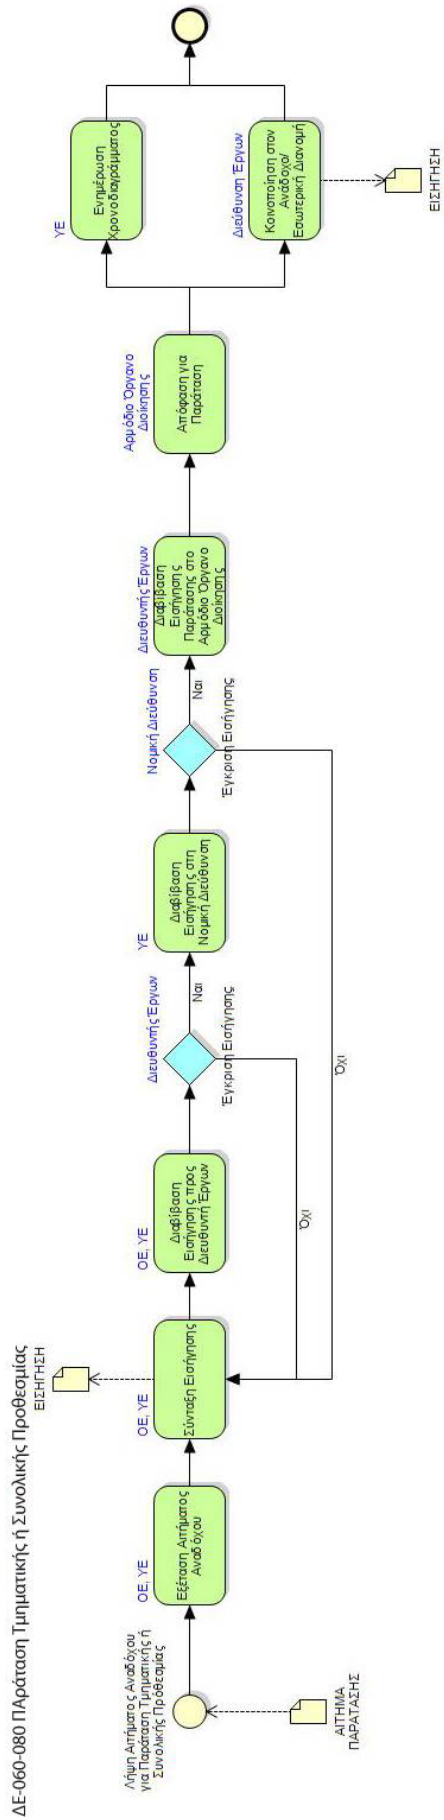 ΔΕ-060-080 ΠΑράταση Τμηματικής ή Συνολικής Προθεσμίας
Λήψη Αιτήματος Αναδόχου
για Παράταση Τμηματικής ή
Συνολικής Πρόθεσμίας
ΑΙΤΗΜΑ
ΠΑΡΑΤΑΣΗΣ
ΟΕ, ΥΕ
Εξέταση Αιτήματος
Αναδόχου
ΕΙΣΗΓΗΣΗ
ΟΕ, ΥΕ
Σύνταξη Εισήγησης
ΟΕ, ΥΕ
Διαβίβαση
Εισήγησης προς
Διευθυντή Έργων
Διευθυντής Έργων
Έγκριση Εισήγησης
Ναι
Όχι
ΥΕ
Διαβίβαση
Εισήγησης στη
Νομική Διεύθυνση
Νομική Διεύθυνση
Έγκριση Εισήγησης
Ναι
Όχι
Διευθυντής Έργων
Διαβίβαση
Εισήγησης
Παράτασης στο
Αρμόδιο Όργανο
Διοίκησης
Αρμόδιο Όργανο
Διοίκησης
Απόφαση για
Παράταση
ΥΕ
Ενημέρωση
Χρονοδιαγράμματος
Διεύθυνση Έργων
Κοινοποίηση στον
Ανάδοχο/
Εσωτερική Διανομή
ΕΙΣΗΓΗΣΗ